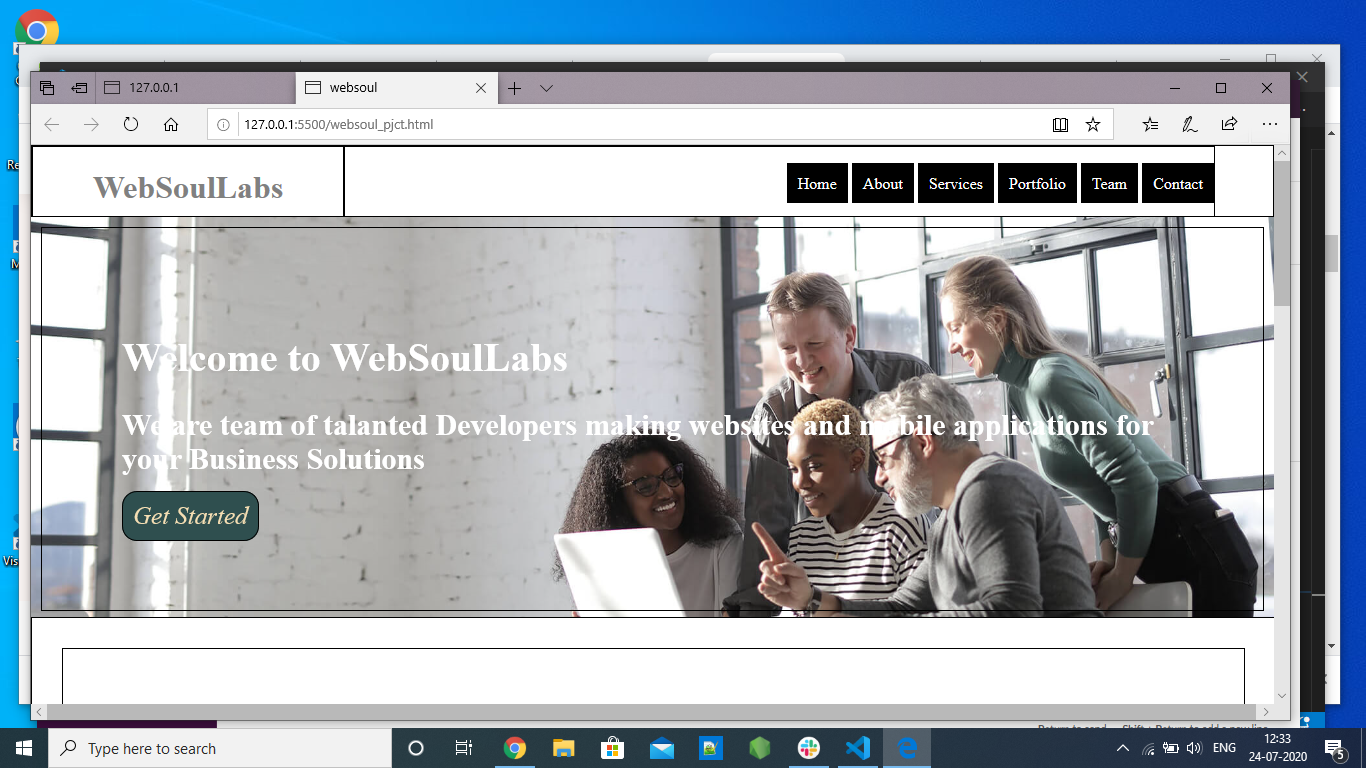 127.0.0.1
websoul
127.0.0.1:5500/websoul_pjct.html
WebSoulLabs
Home
About
Services
Portfolio
Team
Contact
Welcome to WebSoulLabs
We are team of talanted Developers making websites and mobile applications for
your Business Solutions
Get Started
Type here to search
ENG
12:33
24-07-2020
5